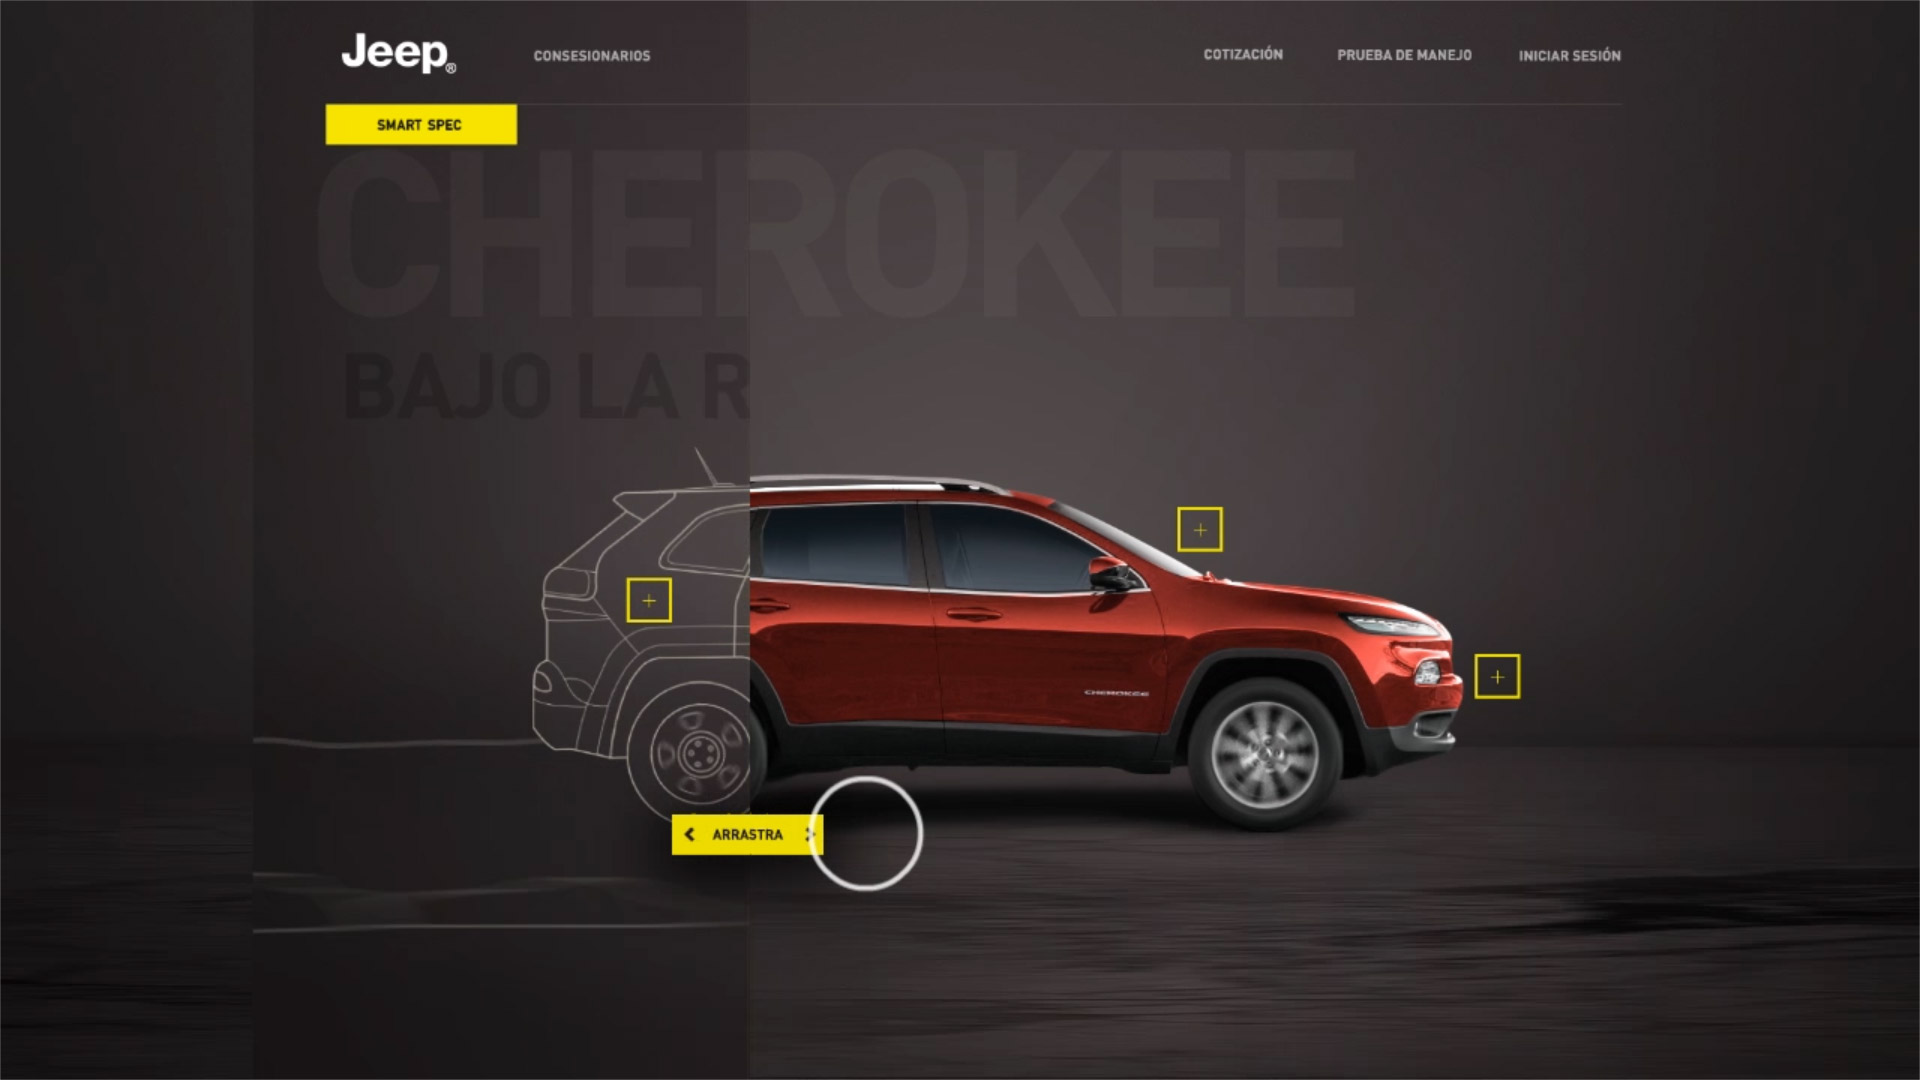 Jeep®
CONSESIONARIOS
COTIZACIÓN
PRUEBA DE MANEJO
INICIAR SESIÓN
SMART SPEC
CHEROKEE
BAJO LA R
CHEROKEE
ARRASTRA